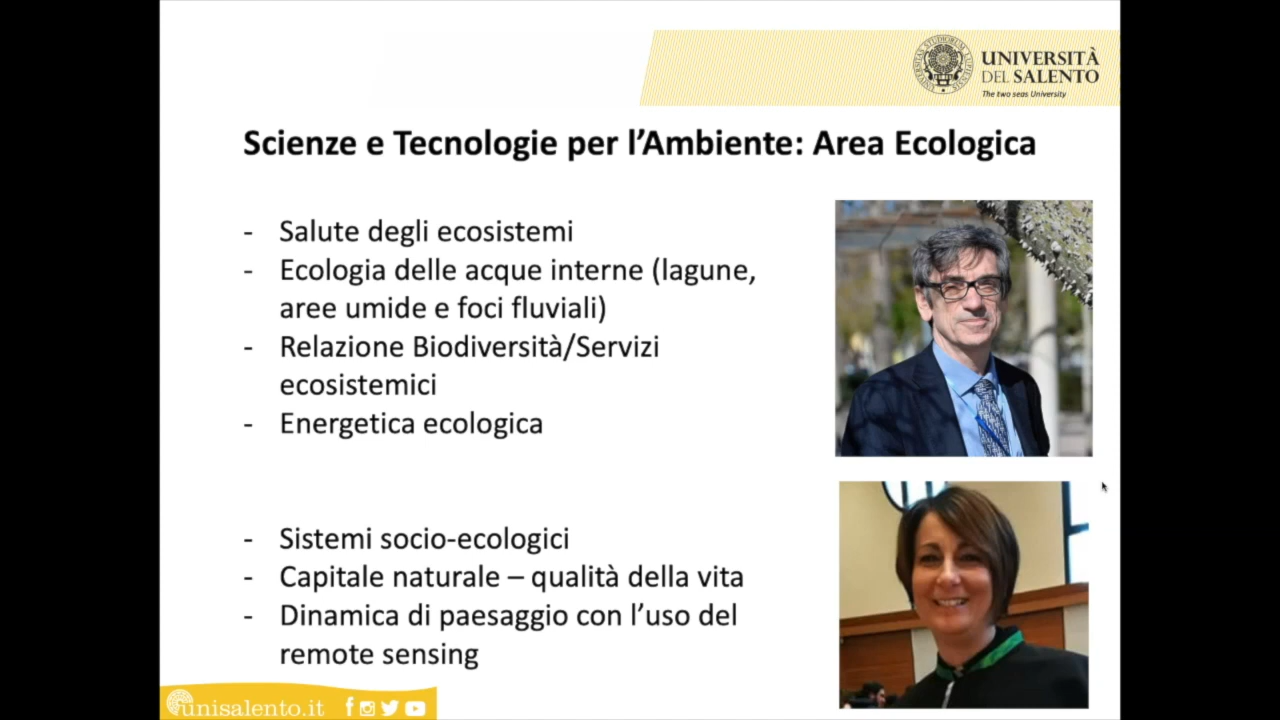 UNIVERSITÀ
DEL SALENTO
The two seas University
Scienze e Tecnologie per l'Ambiente: Area Ecologica
- Salute degli ecosistemi
- Ecologia delle acque interne (lagune,
aree umide e foci fluviali)
- Relazione Biodiversità/Servizi
ecosistemici
- Energetica ecologica
- Sistemi socio-ecologici
- Capitale naturale – qualità della vita
- Dinamica di paesaggio con l'uso del
remote sensing
unisalento.it